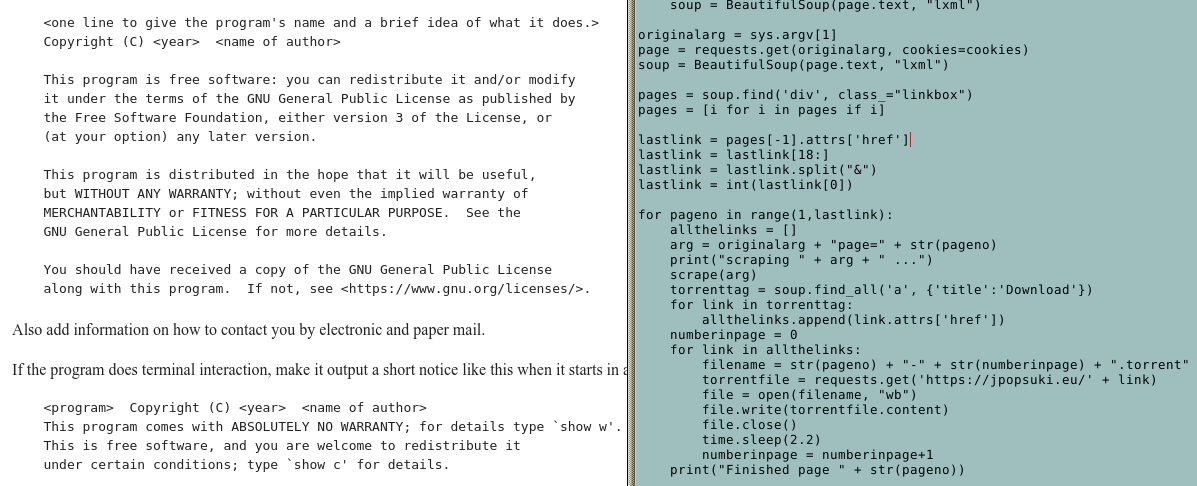 <one line to give the program's name and a brief idea of what it does.>
Copyright (C) <year>  <name of author>
This program is free software: you can redistribute it and/or modify
it under the terms of the GNU General Public License as published by
the Free Software Foundation, either version 3 of the License, or
(at your option) any later version.
This program is distributed in the hope that it will be useful,
but WITHOUT ANY WARRANTY; without even the implied warranty of
MERCHANTABILITY or FITNESS FOR A PARTICULAR PURPOSE.  See the
GNU General Public License for more details.
You should have received a copy of the GNU General Public License
along with this program.  If not, see <https://www.gnu.org/licenses/>.
Also add information on how to contact you by electronic and paper mail.
If the program does terminal interaction, make it output a short notice like this when it starts in a
<program>  Copyright (C) <year>  <name of author>
This program comes with ABSOLUTELY NO WARRANTY; for details type `show w'.
This is free software, and you are welcome to redistribute it
under certain conditions; type `show c' for details.
    soup = BeautifulSoup(page.text, "lxml")
originalarg = sys.argv[1]
page = requests.get(originalarg, cookies=cookies)
soup = BeautifulSoup(page.text, "lxml")
pages = soup.find('div', class_="linkbox")
pages = [i for i in pages if i]
lastlink = pages[-1].attrs['href']
lastlink = lastlink[18:]
lastlink = lastlink.split("&")
lastlink = int(lastlink[0])
for pageno in range(1,lastlink):
    allthelinks = []
    arg = originalarg + "page=" + str(pageno)
    print("scraping " + arg + " ...")
    scrape(arg)
    torrenttag = soup.find_all('a', {'title':'Download'})
    for link in torrenttag:
        allthelinks.append(link.attrs['href'])
    numberinpage = 0
    for link in allthelinks:
        filename = str(pageno) + "-" + str(numberinpage) + ".torrent"
        torrentfile = requests.get('https://jpopsuki.eu/' + link)
        file = open(filename, "wb")
        file.write(torrentfile.content)
        file.close()
        time.sleep(2.2)
        numberinpage = numberinpage+1
    print("Finished page " + str(pageno))